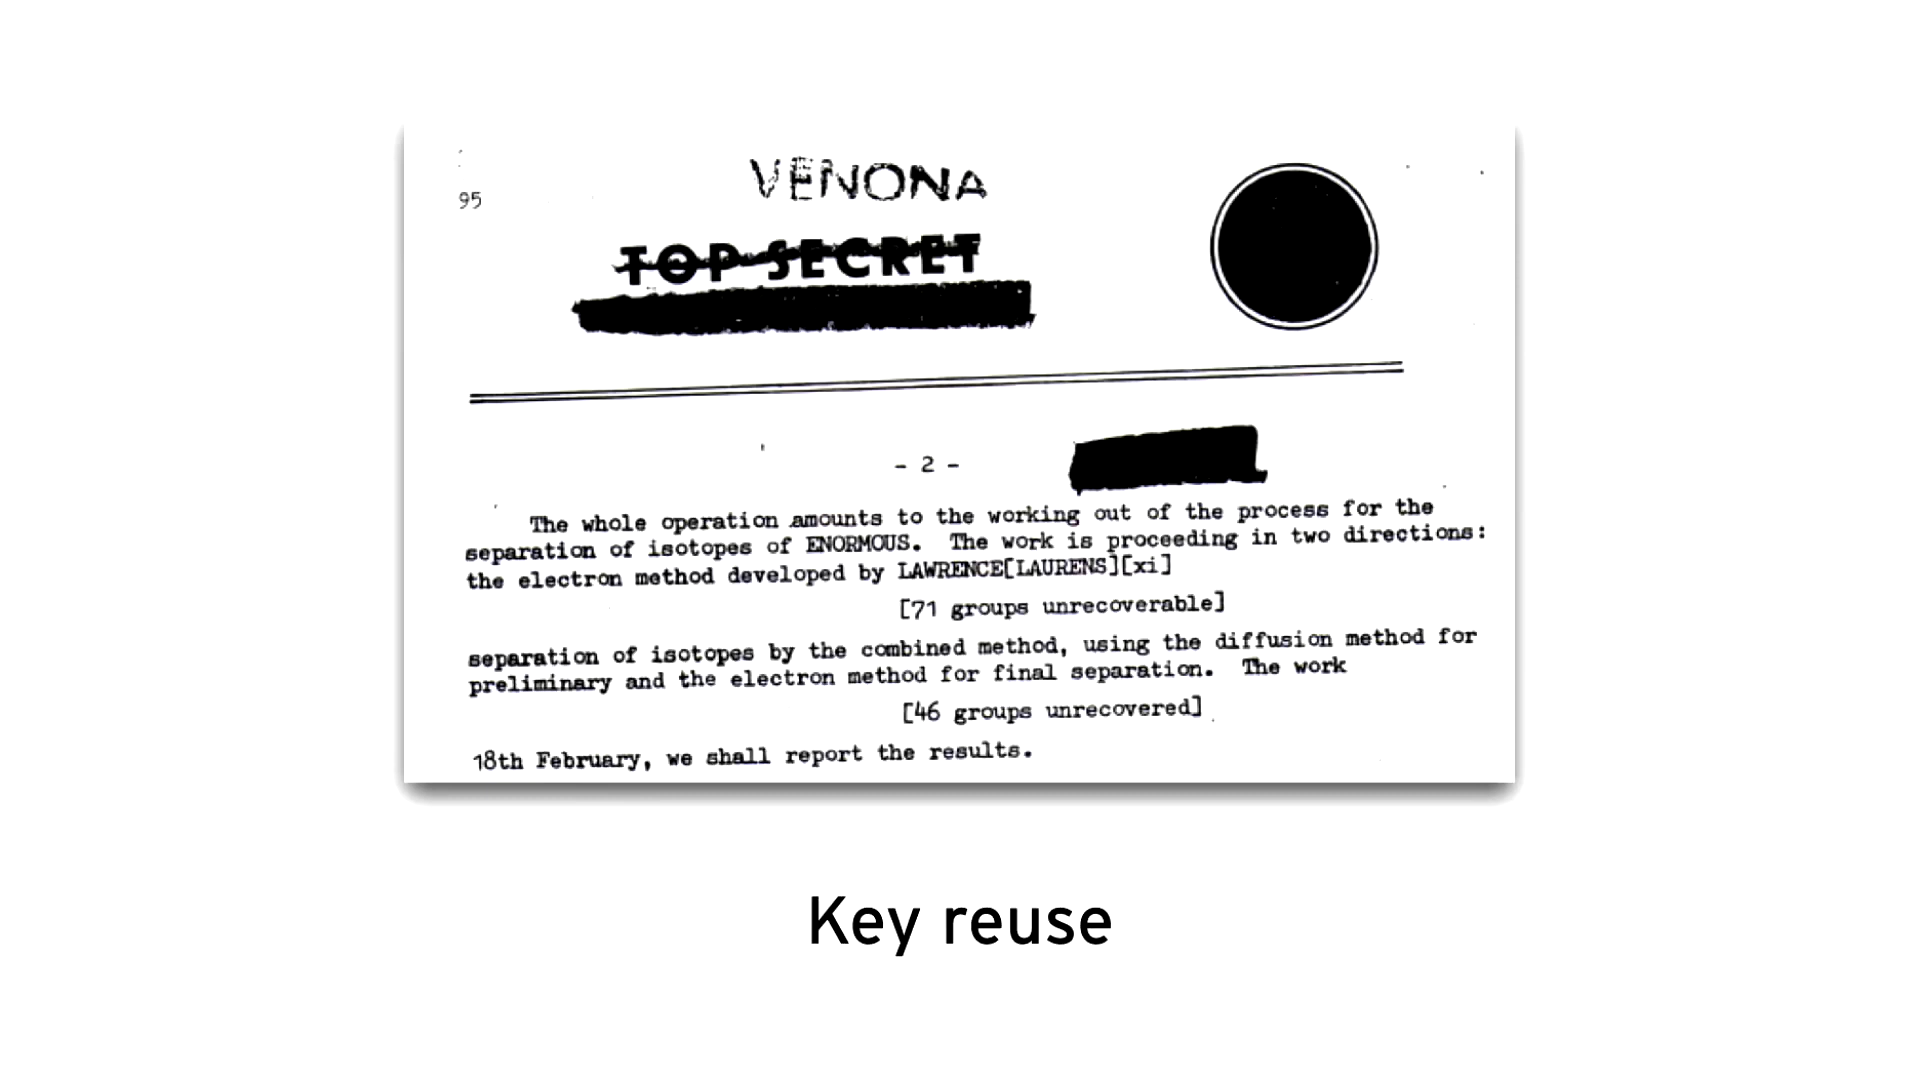 VENONA
95
TOP SECRET
- 2 -
The whole operation amounts to the working out of the process for the
separation of isotopes of ENORMOUS. The work is proceeding in two directions:
the electron method developed by LAWRENCE[LAURENS][xi]
[71 groups unrecoverable]
separation of isotopes by the combined method, using the diffusion method for
preliminary and the electron method for final separation. The work
[46 groups unrecovered]
18th February, we shall report the results.
Key reuse